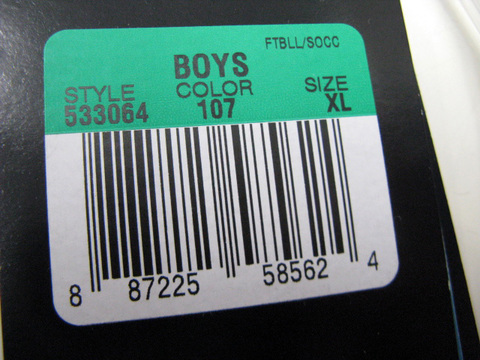 FTBLL/SOCC
BOYS
STYLE COLOR SIZE
533064 107 XL
8 87225 58562 4